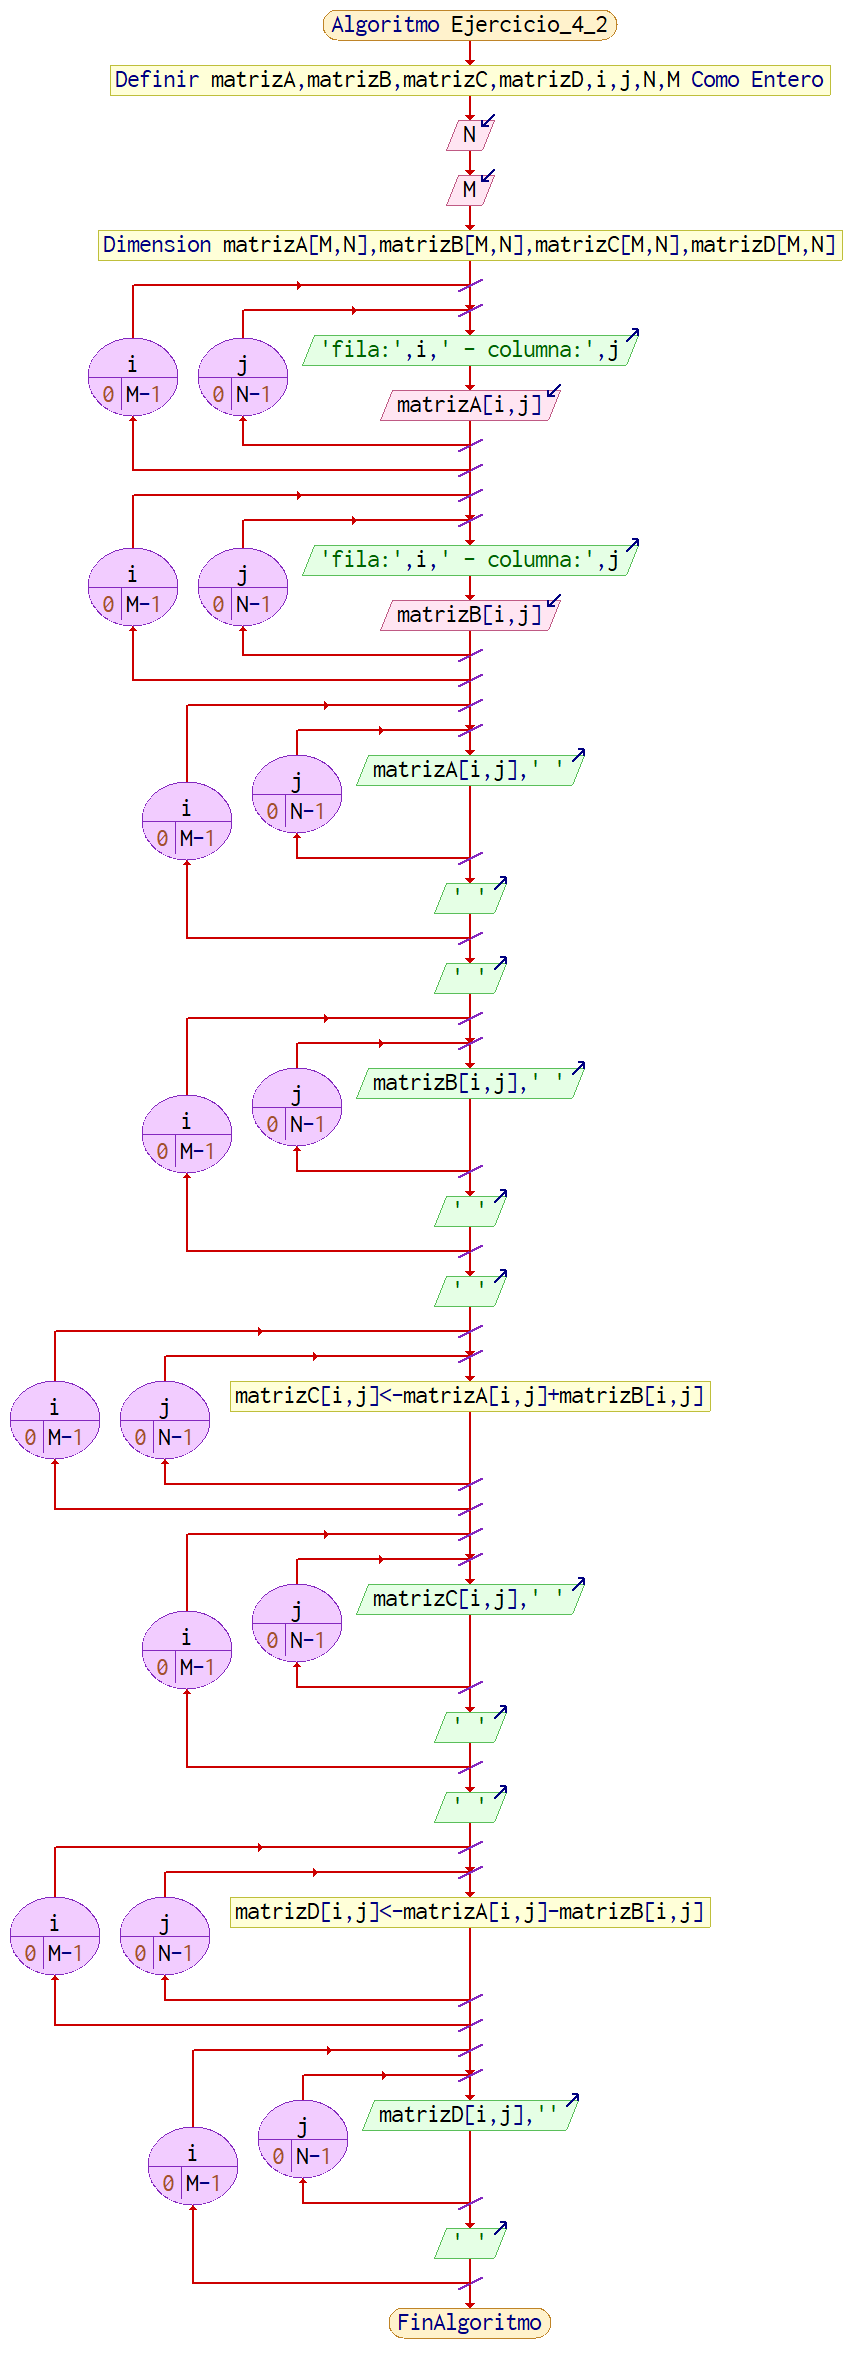 Algoritmo Ejercicio_4_2
Definir matrizA,matrizB,matrizC,matrizD,i,j,N,M Como Entero
N
M
Dimension matrizA[M,N],matrizB[M,N],matrizC[M,N],matrizD[M,N]
i
0 M-1
j
0 N-1
'fila:',i,' - columna:',j
matrizA[i,j]
i
0 M-1
j
0 N-1
'fila:',i,' - columna:',j
matrizB[i,j]
i
0 M-1
j
0 N-1
matrizA[i,j],' '
' '
' '
i
0 M-1
j
0 N-1
matrizB[i,j],' '
' '
' '
i
0 M-1
j
0 N-1
matrizC[i,j]<-matrizA[i,j]+matrizB[i,j]
i
0 M-1
j
0 N-1
matrizC[i,j],' '
' '
' '
i
0 M-1
j
0 N-1
matrizD[i,j]<-matrizA[i,j]-matrizB[i,j]
i
0 M-1
j
0 N-1
matrizD[i,j],''
' '
FinAlgoritmo